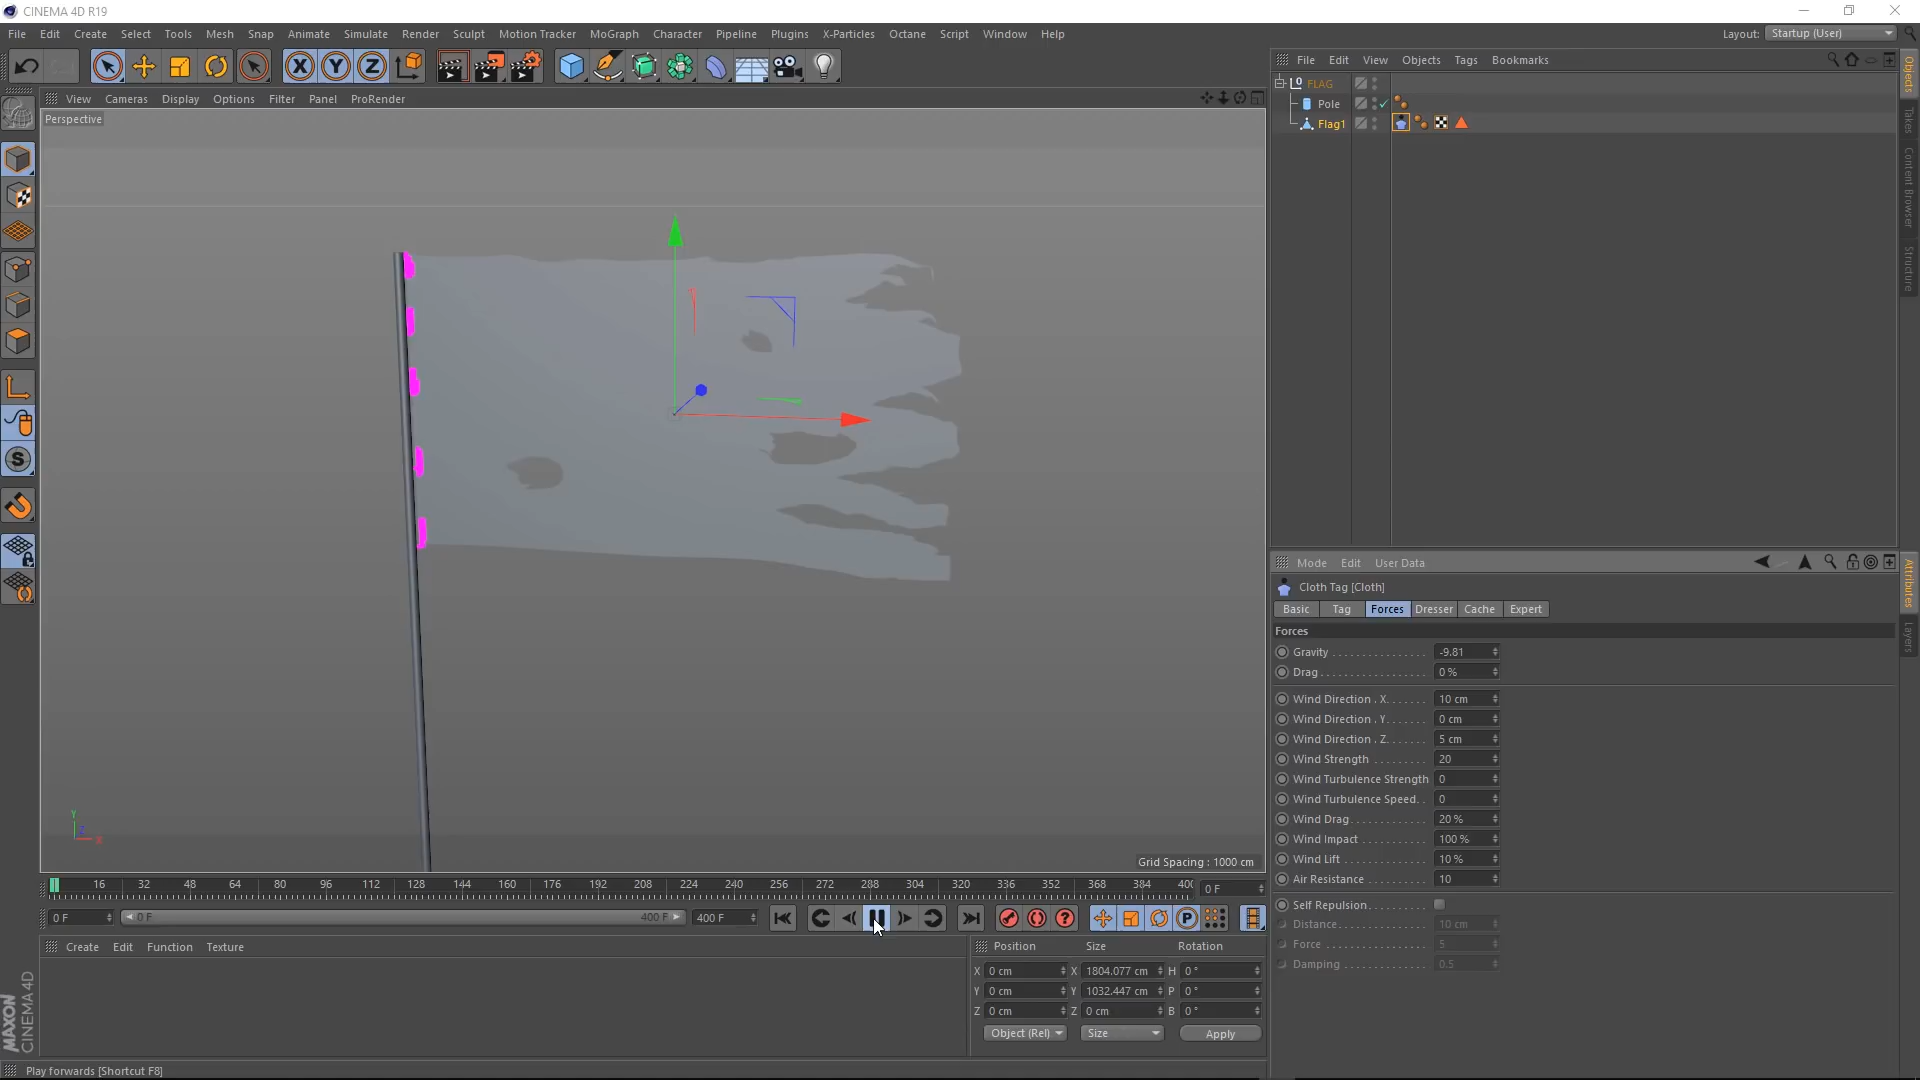 CINEMA 4D R19
File Edit Create Select Tools Mesh Snap Animate Simulate Render Sculpt Motion Tracker MoGraph Character Pipeline Plugins X-Particles Octane Script Window Help
Layout: Startup (User)
X Y Z
File Edit View Objects Tags Bookmarks
View Cameras Display Options Filter Panel ProRender
Perspective
FLAG
Pole
Flag1
Objects
Takes
Content Browser
Structure
S
Mode Edit User Data
Cloth Tag [Cloth]
Basic Tag Forces Dresser Cache Expert
Forces
Gravity -9.81
Drag 0 %
Wind Direction . X 10 cm
Wind Direction . Y 0 cm
Wind Direction . Z 5 cm
Wind Strength 20
Wind Turbulence Strength 0
Wind Turbulence Speed 0
Wind Drag 20 %
Wind Impact 100 %
Wind Lift 10 %
Air Resistance 10
Self Repulsion
Distance 10 cm
Force 5
Damping 0.5
Attributes
Layers
Y
Z
X
Grid Spacing : 1000 cm
16 32 48 64 80 96 112 128 144 160 176 192 208 224 240 256 272 288 304 320 336 352 368 384 400 0 F
0 F 0 F 400 F 400 F
Create Edit Function Texture
Position Size Rotation
X 0 cm X 1804.077 cm H 0 °
Y 0 cm Y 1032.447 cm P 0 °
Z 0 cm Z 0 cm B 0 °
Object (Rel) Size Apply
MAXON
CINEMA 4D
Play forwards [Shortcut F8]